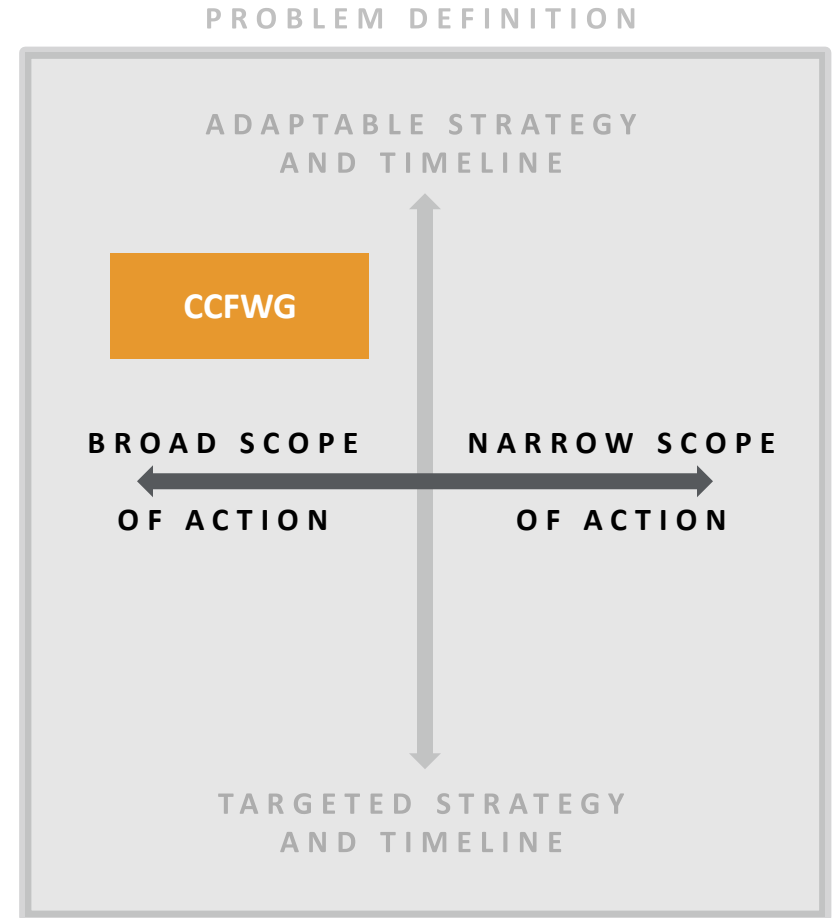 PROBLEM DEFINITION
ADAPTABLE STRATEGY
AND TIMELINE
CCFWG
BROAD SCOPE
OF ACTION
NARROW SCOPE
OF ACTION
TARGETED STRATEGY
AND TIMELINE